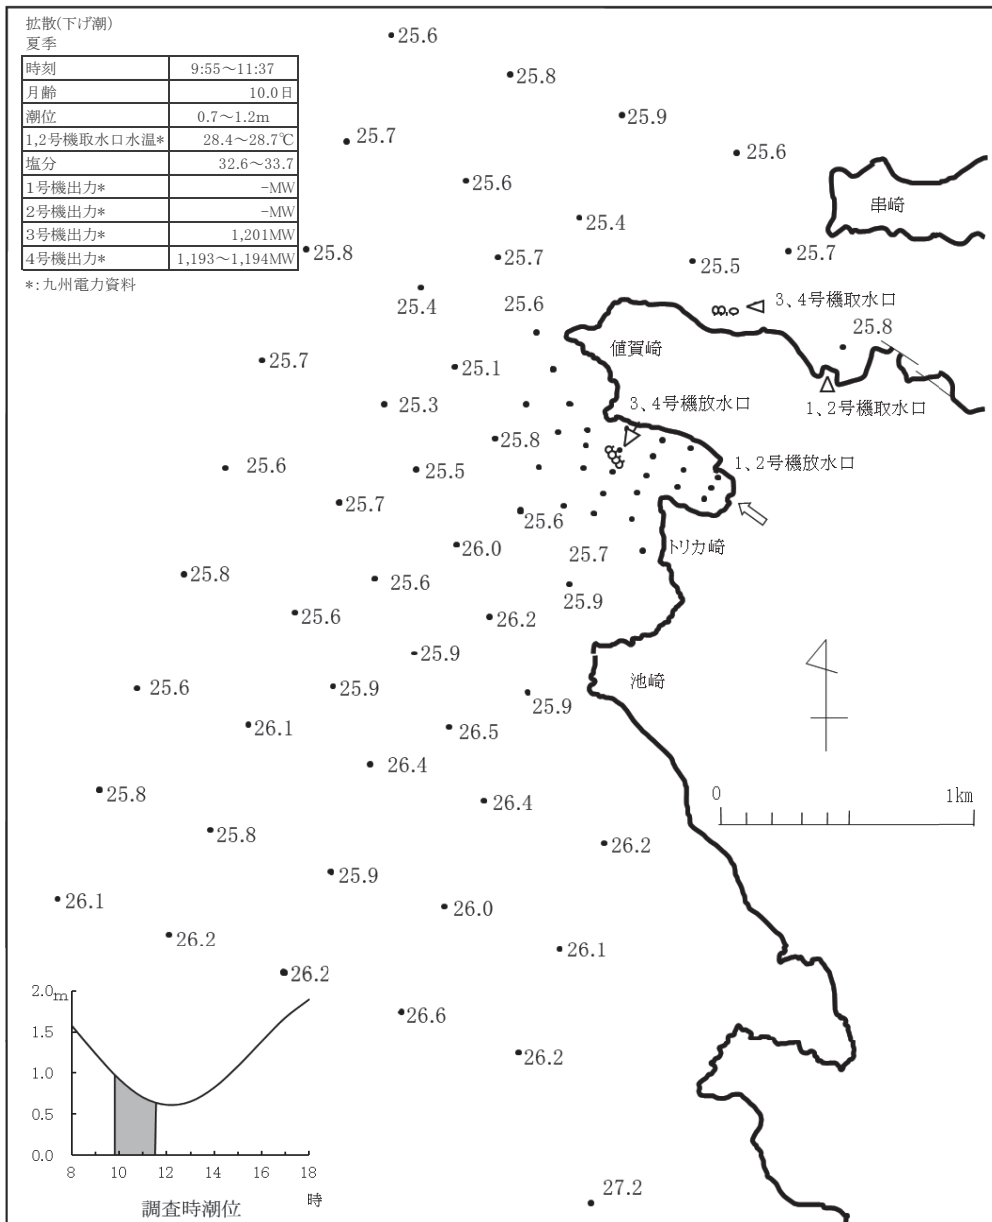 拡散(下げ潮)
夏季
時刻 9:55～11:37
月齢 10.0日
潮位 0.7～1.2m
1,2号機取水口水温* 28.4～28.7℃
塩分 32.6～33.7
1号機出力* -MW
2号機出力* -MW
3号機出力* 1,201MW
4号機出力* 1,193～1,194MW
*:九州電力資料
25.6
25.8
25.9
25.7
25.6
25.6
串崎
25.4
25.8
25.7
25.5
25.7
25.4
25.6
3、4号機取水口
25.8
値賀崎
25.7
25.1
25.3
3、4号機放水口
1、2号機取水口
25.8
25.6
25.5
1、2号機放水口
25.7
25.6
26.0
25.7
トリカ崎
25.8
25.6
25.9
25.6
26.2
25.9
池崎
25.6
25.9
25.9
26.1
26.5
26.4
0 1km
25.8
26.4
25.8
26.2
25.9
26.1
26.0
26.2
26.1
26.2
26.6
26.2
27.2
2.0 m
1.5
1.0
0.5
0.0
8 10 12 14 16 18 時
調査時潮位